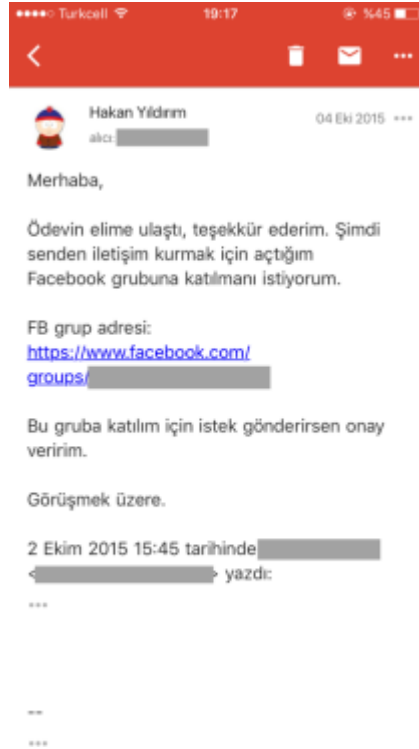 Turkcell 19:17 %45
Hakan Yıldırım
04 Eki 2015
alıcı:
Merhaba,
Ödevin elime ulaştı, teşekkür ederim. Şimdi
senden iletişim kurmak için açtığım
Facebook grubuna katılmanı istiyorum.
FB grup adresi:
https://www.facebook.com/
groups/
Bu gruba katılım için istek gönderirsen onay
veririm.
Görüşmek üzere.
2 Ekim 2015 15:45 tarihinde
< > yazdı:
...
--
...